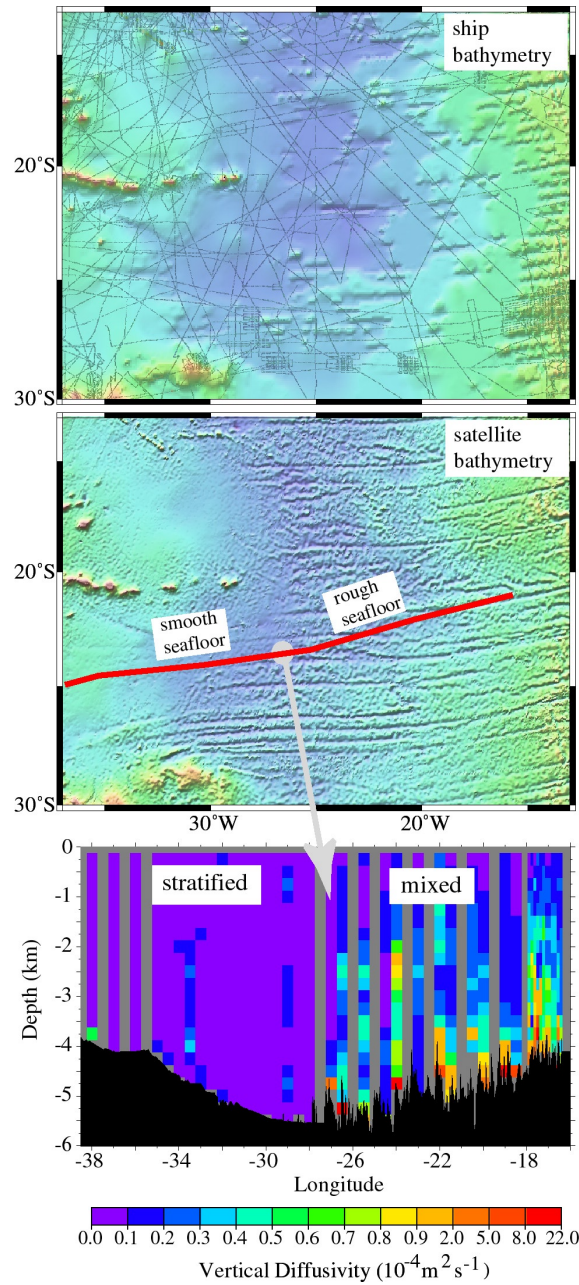 ship
bathymetry
20°S
30°S
satellite
bathymetry
20°S
smooth
seafloor
rough
seafloor
30°S
30°W
20°W
0
-1
-2
-3
-4
-5
-6
Depth (km)
stratified
mixed
-38
-34
-30
-26
-22
-18
Longitude
0.0 0.1 0.2 0.3 0.4 0.6 0.7 0.8 0.9 2.0 5.0 8.0 22.0
Vertical Diffusivity (10⁻⁴m² s⁻¹)